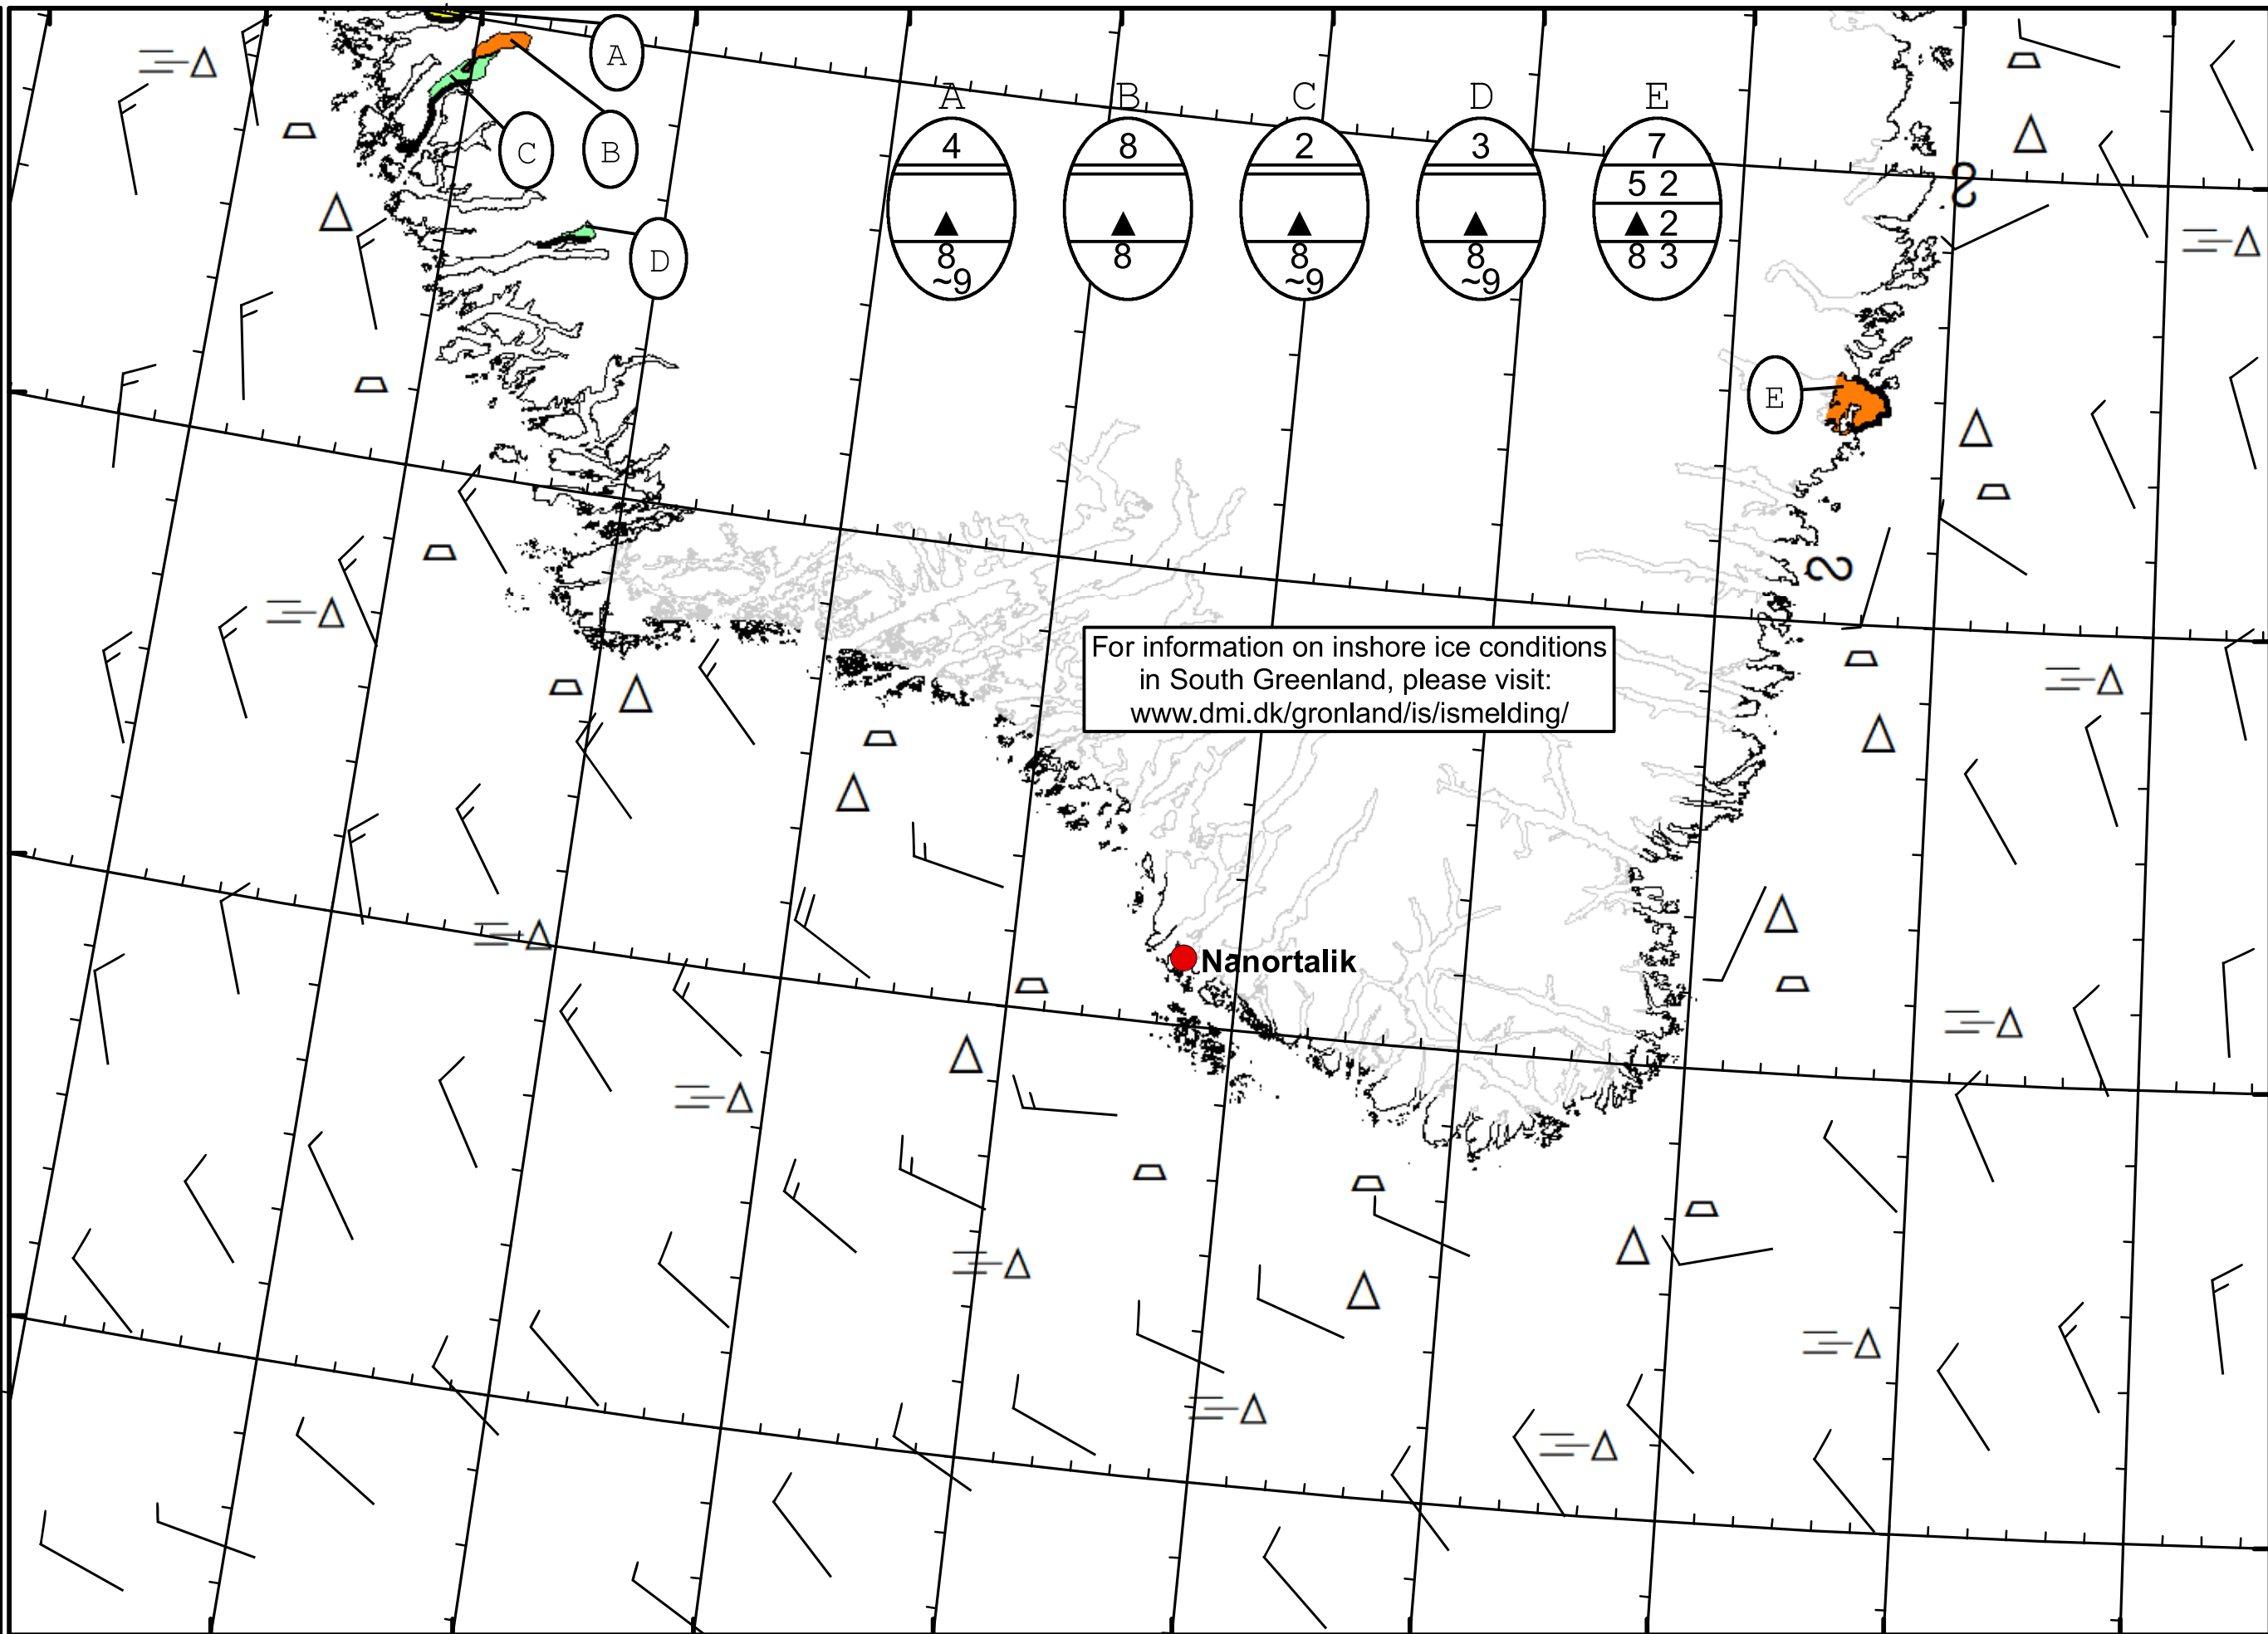 A
B
C
D
E
A B C D E
4 8 2 3 7
5 2
▲ ▲ ▲ ▲ ▲ 2
8 8 8 8 8 3
~9 ~9 ~9
For information on inshore ice conditions
in South Greenland, please visit:
www.dmi.dk/gronland/is/ismelding/
Nanortalik